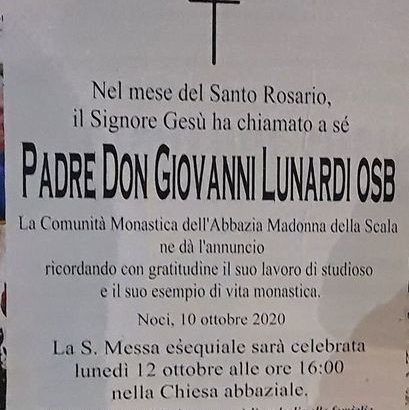 Nel mese del Santo Rosario,
il Signore Gesù ha chiamato a sé
PADRE DON GIOVANNI LUNARDI OSB
La Comunità Monastica dell'Abbazia Madonna della Scala
ne dà l'annuncio
ricordando con gratitudine il suo lavoro di studioso
e il suo esempio di vita monastica.
Noci, 10 ottobre 2020
La S. Messa esequiale sarà celebrata
lunedì 12 ottobre alle ore 16:00
nella Chiesa abbaziale.